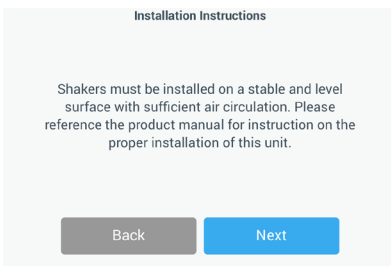 Installation Instructions
Shakers must be installed on a stable and level
surface with sufficient air circulation. Please
reference the product manual for instruction on the
proper installation of this unit.
Back
Next